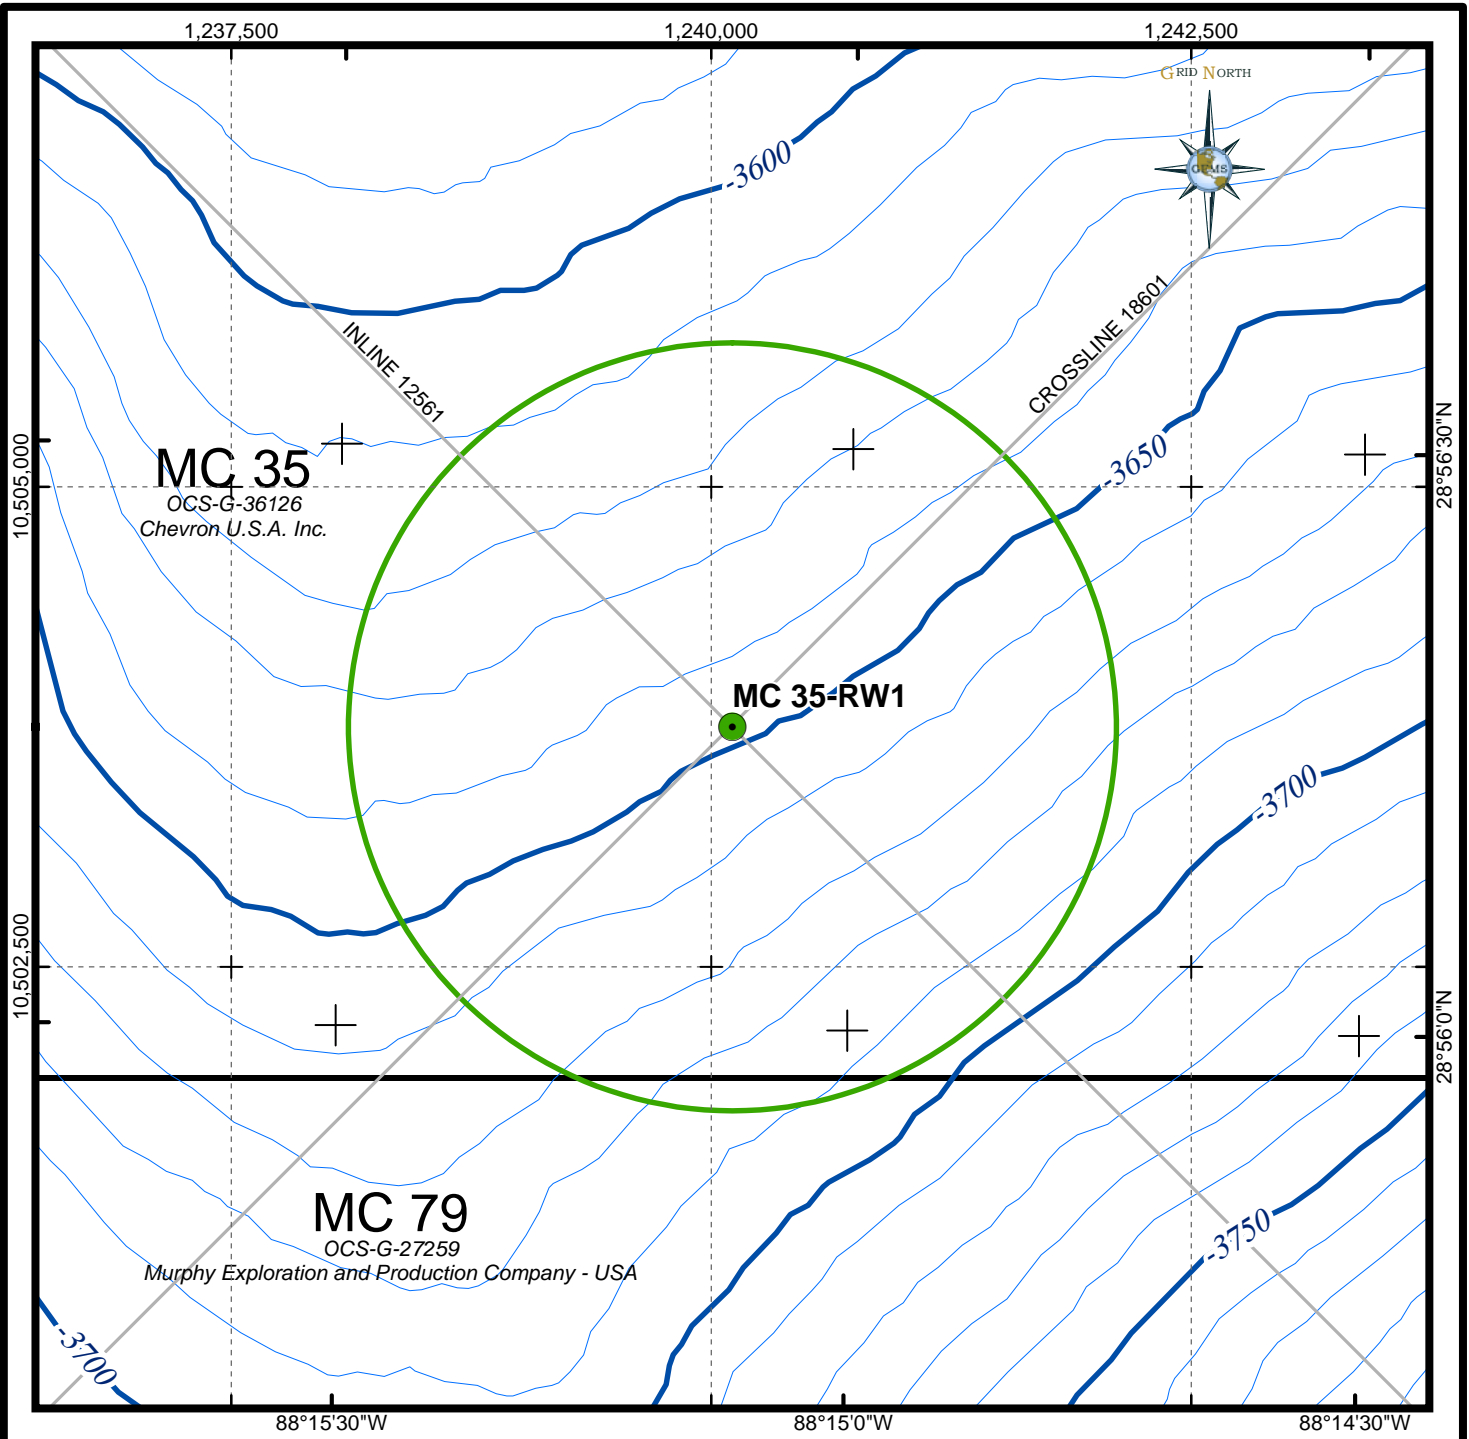 1,237,500
1,240,000
1,242,500
GRID NORTH
GEMS
-3600
INLINE 12561
CROSSLINE 18601
-3650
28°56'30"N
10,505,000
MC 35
OCS-G-36126
Chevron U.S.A. Inc.
MC 35-RW1
-3700
10,502,500
28°56'0"N
MC 79
OCS-G-27259
Murphy Exploration and Production Company - USA
-3750
-3700
88°15'30"W
88°15'0"W
88°14'30"W